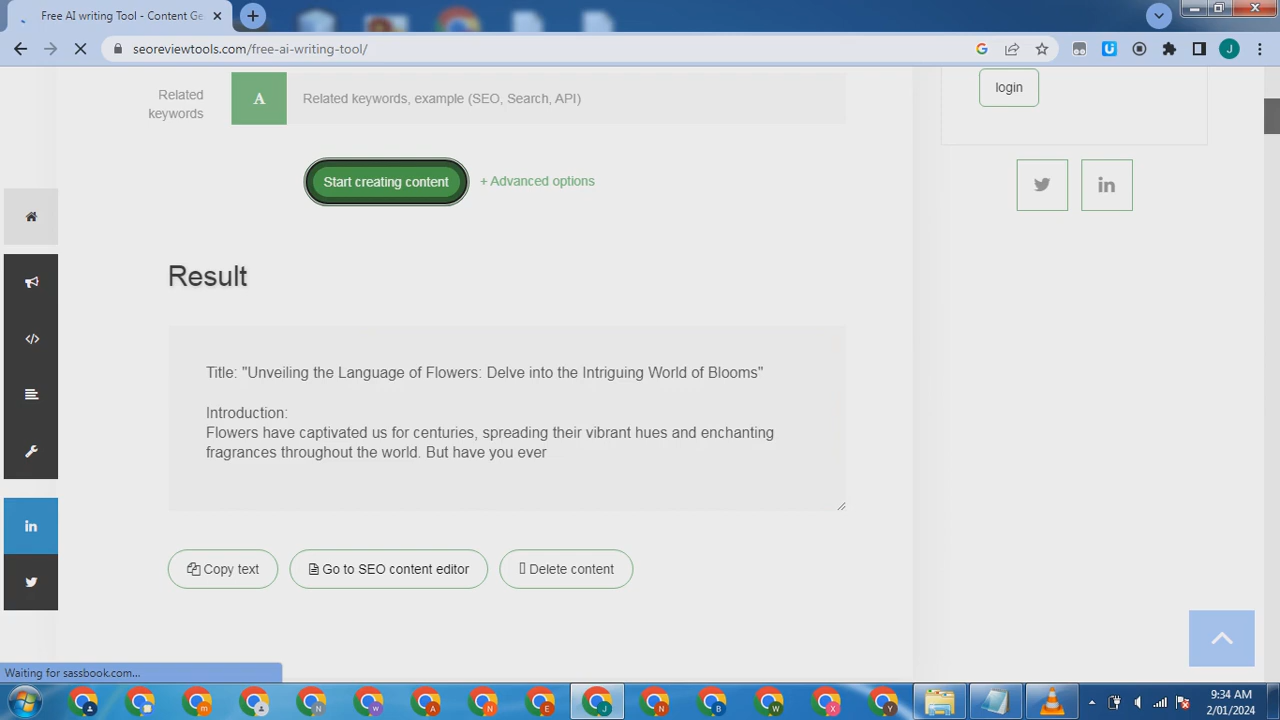 Free AI writing Tool - Content Ge
seoreviewtools.com/free-ai-writing-tool/
J
login
Related
keywords
A
Related keywords, example (SEO, Search, API)
Start creating content
+ Advanced options
Result
Title: "Unveiling the Language of Flowers: Delve into the Intriguing World of Blooms"
Introduction:
Flowers have captivated us for centuries, spreading their vibrant hues and enchanting
fragrances throughout the world. But have you ever
Copy text
Go to SEO content editor
Delete content
Waiting for sassbook.com...
9:34 AM
2/01/2024